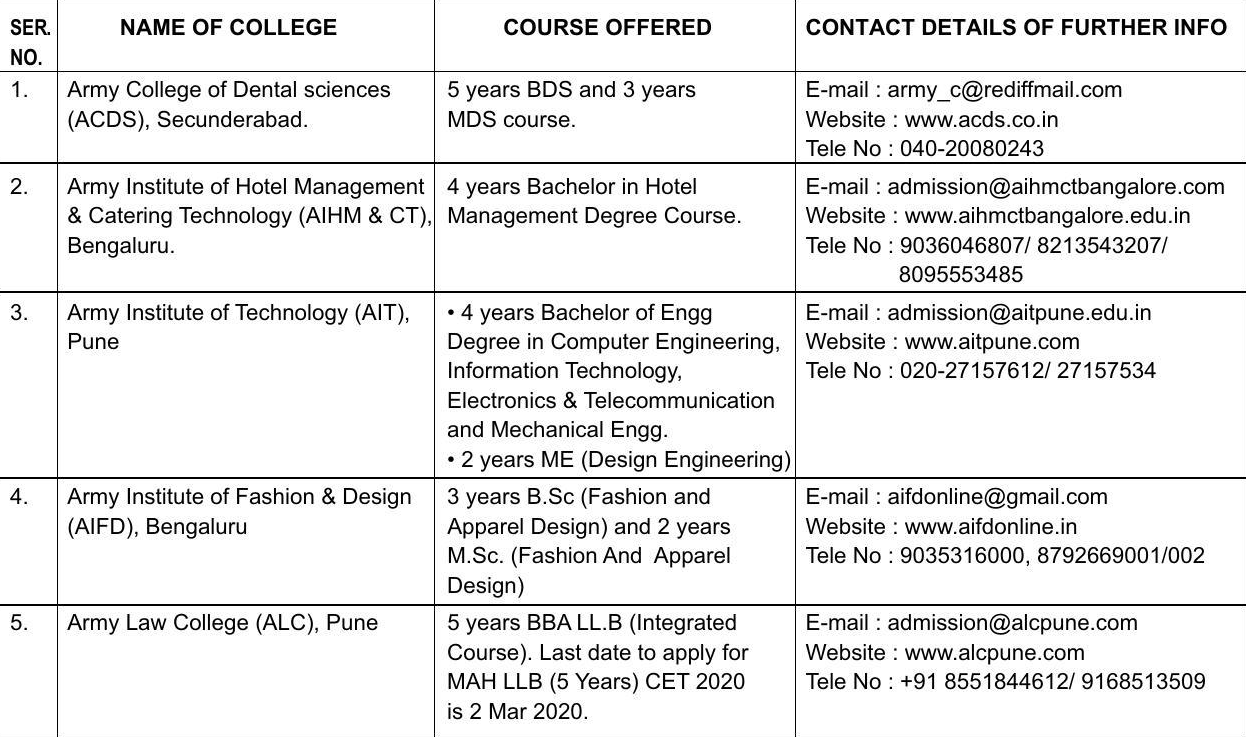 SER. NO. NAME OF COLLEGE COURSE OFFERED CONTACT DETAILS OF FURTHER INFO
1. Army College of Dental sciences 5 years BDS and 3 years E-mail : army_c@rediffmail.com
(ACDS), Secunderabad. MDS course. Website : www.acds.co.in
Tele No : 040-20080243
2. Army Institute of Hotel Management 4 years Bachelor in Hotel E-mail : admission@aihmctbangalore.com
& Catering Technology (AIHM & CT), Management Degree Course. Website : www.aihmctbangalore.edu.in
Bengaluru. Tele No : 9036046807/ 8213543207/
8095553485
3. Army Institute of Technology (AIT), • 4 years Bachelor of Engg E-mail : admission@aitpune.edu.in
Pune Degree in Computer Engineering, Website : www.aitpune.com
Information Technology, Tele No : 020-27157612/ 27157534
Electronics & Telecommunication
and Mechanical Engg.
• 2 years ME (Design Engineering)
4. Army Institute of Fashion & Design 3 years B.Sc (Fashion and E-mail : aifdonline@gmail.com
(AIFD), Bengaluru Apparel Design) and 2 years Website : www.aifdonline.in
M.Sc. (Fashion And Apparel Tele No : 9035316000, 8792669001/002
Design)
5. Army Law College (ALC), Pune 5 years BBA LL.B (Integrated E-mail : admission@alcpune.com
Course). Last date to apply for Website : www.alcpune.com
MAH LLB (5 Years) CET 2020 Tele No : +91 8551844612/ 9168513509
is 2 Mar 2020.